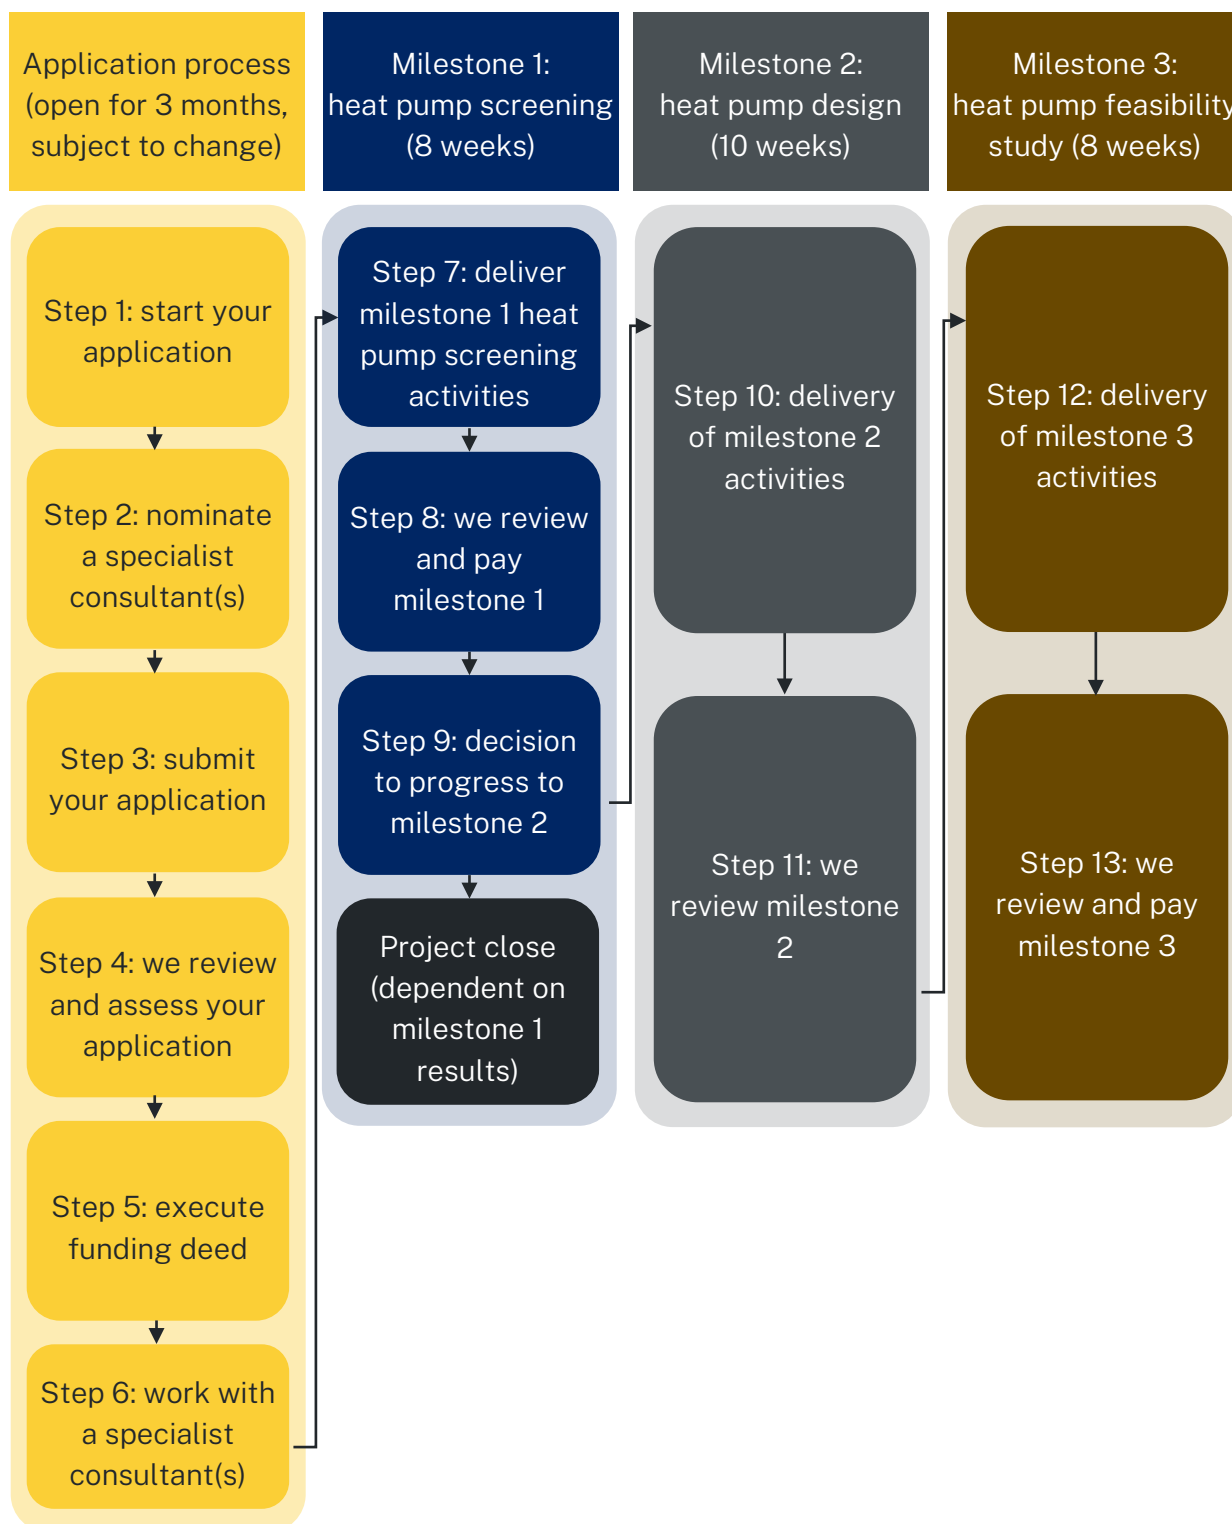 Application process
(open for 3 months,
subject to change)
Step 1: start your
application
Step 2: nominate
a specialist
consultant(s)
Step 3: submit
your application
Step 4: we review
and assess your
application
Step 5: execute
funding deed
Step 6: work with
a specialist
consultant(s)
Milestone 1:
heat pump screening
(8 weeks)
Step 7: deliver
milestone 1 heat
pump screening
activities
Step 8: we review
and pay
milestone 1
Step 9: decision
to progress to
milestone 2
Project close
(dependent on
milestone 1
results)
Milestone 2:
heat pump design
(10 weeks)
Step 10: delivery
of milestone 2
activities
Step 11: we
review milestone
2
Milestone 3:
heat pump feasibility
study (8 weeks)
Step 12: delivery
of milestone 3
activities
Step 13: we
review and pay
milestone 3